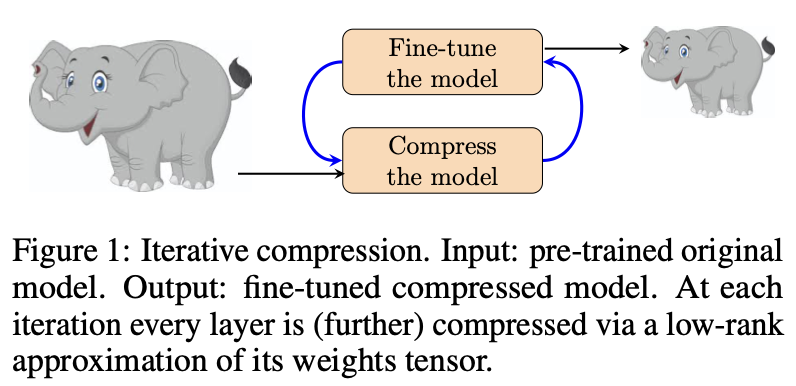 Fine-tune
the model
Compress
the model
Figure 1: Iterative compression. Input: pre-trained original
model. Output: fine-tuned compressed model. At each
iteration every layer is (further) compressed via a low-rank
approximation of its weights tensor.